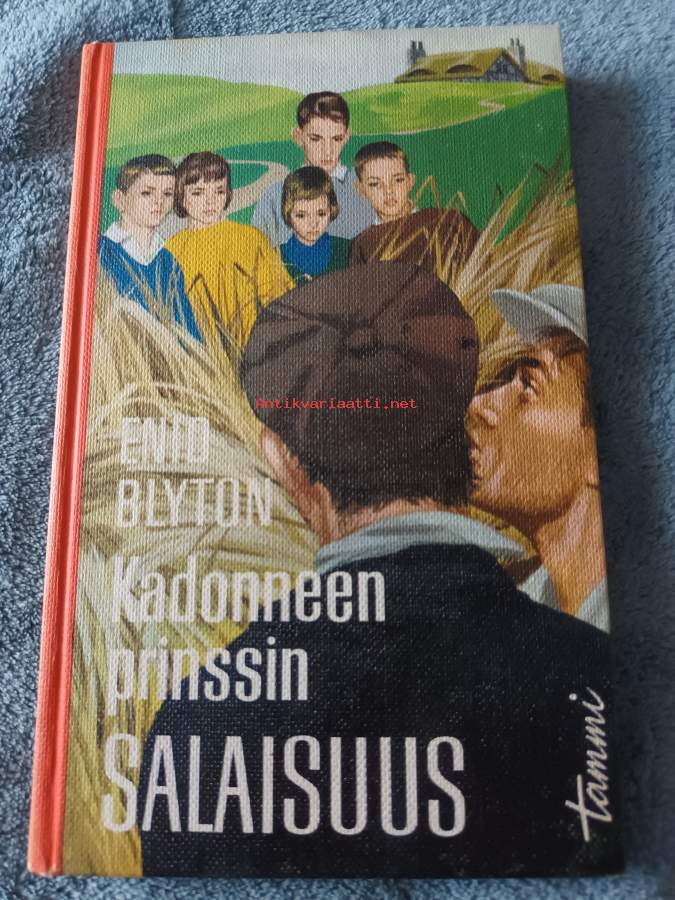 Antikvariaatti.net
ENID
BLYTON
Kadonneen
prinssin
SALAISUUS
tammi